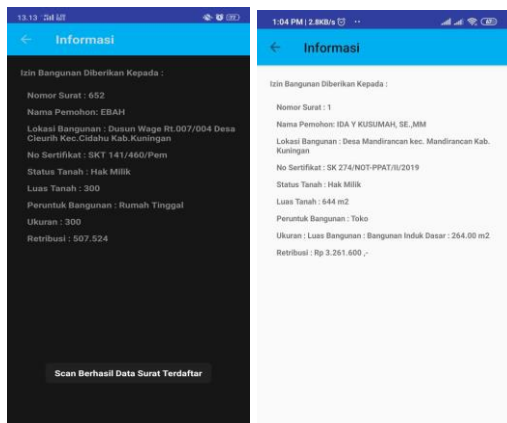 13.13
Informasi
Izin Bangunan Diberikan Kepada :
Nomor Surat : 652
Nama Pemohon: EBAH
Lokasi Bangunan : Dusun Wage Rt.007/004 Desa
Cieurih Kec.Cidahu Kab.Kuningan
No Sertifikat : SKT 141/460/Pem
Status Tanah : Hak Milik
Luas Tanah : 300
Peruntuk Bangunan : Rumah Tinggal
Ukuran : 300
Retribusi : 507.524
Scan Berhasil Data Surat Terdaftar
1:04 PM | 2.8KB/s
Informasi
Izin Bangunan Diberikan Kepada :
Nomor Surat : 1
Nama Pemohon: IDA Y KUSUMAH, SE.,MM
Lokasi Bangunan : Desa Mandirancan kec. Mandirancan Kab.
Kuningan
No Sertifikat : SK 274/NOT-PPAT/II/2019
Status Tanah : Hak Milik
Luas Tanah : 644 m2
Peruntuk Bangunan : Toko
Ukuran : Luas Bangunan : Bangunan Induk Dasar : 264.00 m2
Retribusi : Rp 3.261.600 ,-